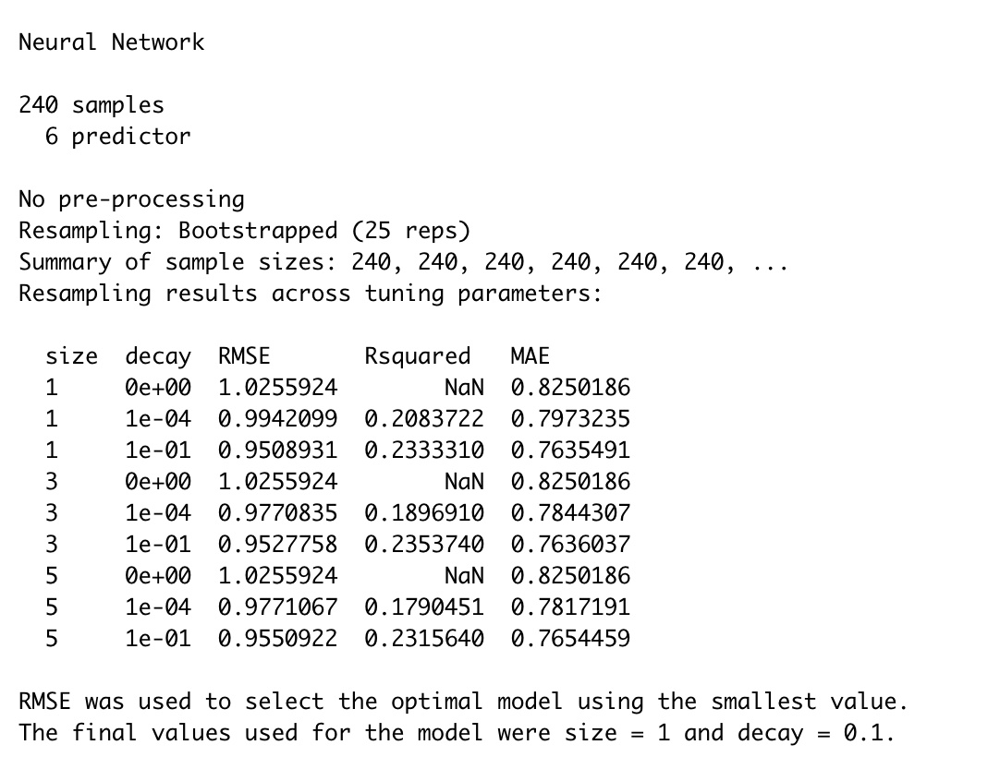 Neural Network
240 samples
6 predictor
No pre-processing
Resampling: Bootstrapped (25 reps)
Summary of sample sizes: 240, 240, 240, 240, 240, 240, ...
Resampling results across tuning parameters:
size decay RMSE Rsquared MAE
1 0e+00 1.0255924 NaN 0.8250186
1 1e-04 0.9942099 0.2083722 0.7973235
1 1e-01 0.9508931 0.2333310 0.7635491
3 0e+00 1.0255924 NaN 0.8250186
3 1e-04 0.9770835 0.1896910 0.7844307
3 1e-01 0.9527758 0.2353740 0.7636037
5 0e+00 1.0255924 NaN 0.8250186
5 1e-04 0.9771067 0.1790451 0.7817191
5 1e-01 0.9550922 0.2315640 0.7654459
RMSE was used to select the optimal model using the smallest value.
The final values used for the model were size = 1 and decay = 0.1.